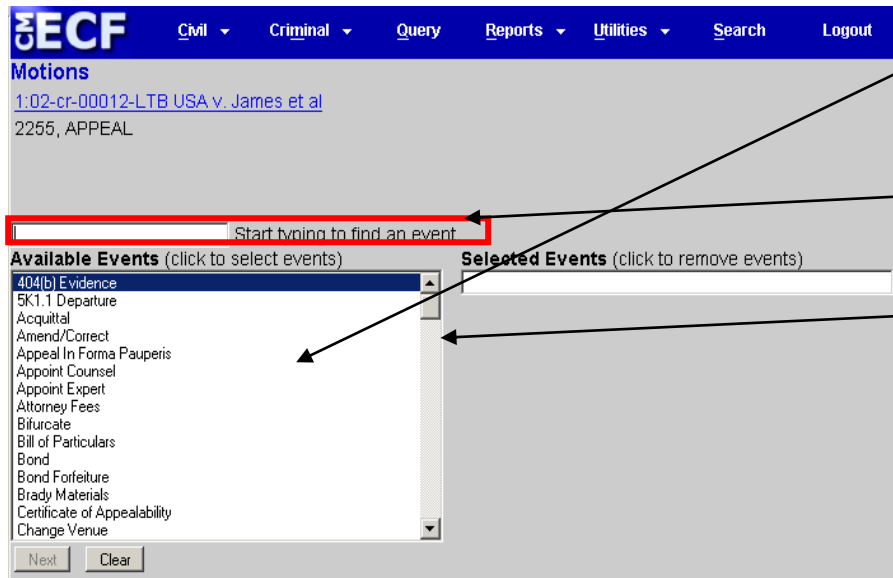 CM ECF Civil Criminal Query Reports Utilities Search Logout
Motions
1:02-cr-00012-LTB USA v. James et al
2255, APPEAL
Start typing to find an event
Available Events (click to select events) Selected Events (click to remove events)
404(b) Evidence
5K1.1 Departure
Acquittal
Amend/Correct
Appeal In Forma Pauperis
Appoint Counsel
Appoint Expert
Attorney Fees
Bifurcate
Bill of Particulars
Bond
Bond Forfeiture
Brady Materials
Certificate of Appealability
Change Venue
Next Clear